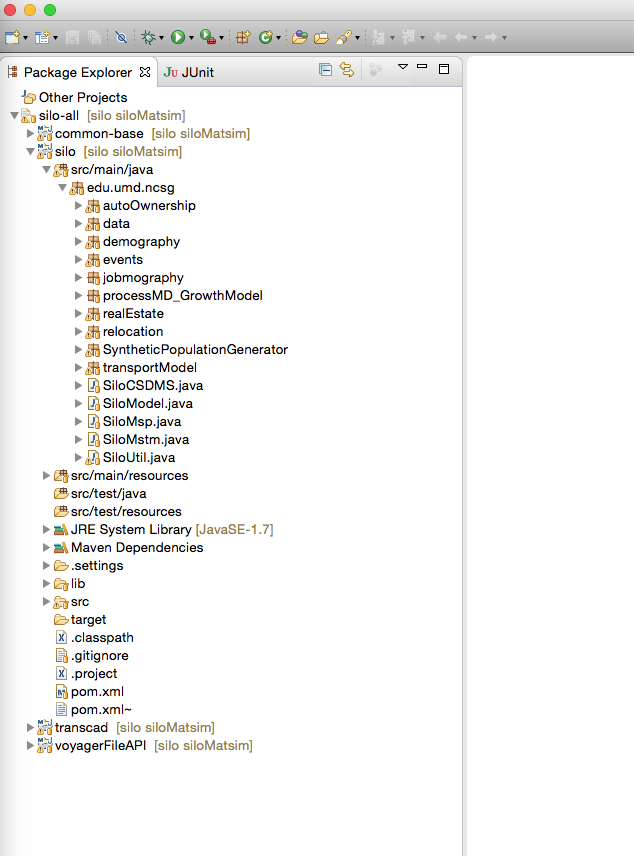 Package Explorer JU JUnit
Other Projects
silo-all [silo siloMatsim]
common-base [silo siloMatsim]
silo [silo siloMatsim]
src/main/java
edu.umd.ncsg
autoOwnership
data
demography
events
jobmography
processMD_GrowthModel
realEstate
relocation
SyntheticPopulationGenerator
transportModel
SiloCSDMS.java
SiloModel.java
SiloMsp.java
SiloMstm.java
SiloUtil.java
src/main/resources
src/test/java
src/test/resources
JRE System Library [JavaSE-1.7]
Maven Dependencies
.settings
lib
src
target
.classpath
.gitignore
.project
pom.xml
pom.xml~
transcad [silo siloMatsim]
voyagerFileAPI [silo siloMatsim]